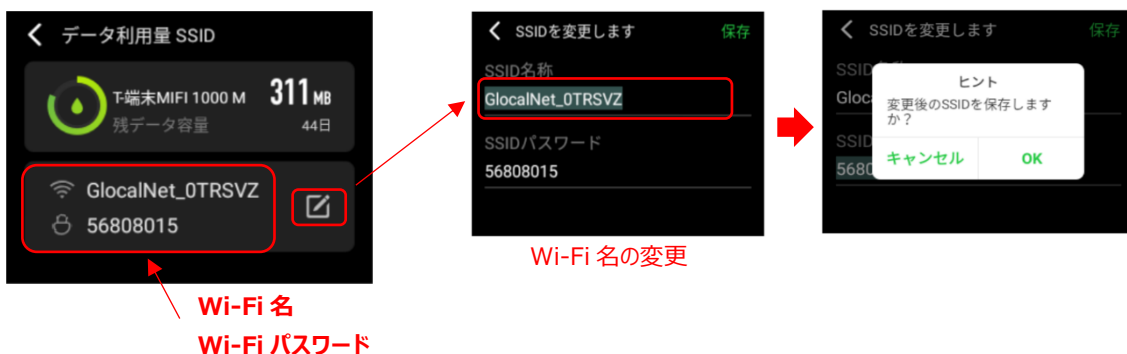 データ利用量 SSID
T-端末MIFI 1000 M
311 MB
残データ容量
44日
GlocalNet_0TRSVZ
56808015
Wi-Fi 名
Wi-Fi パスワード
SSIDを変更します
保存
SSID名称
GlocalNet_0TRSVZ
SSIDパスワード
56808015
Wi-Fi 名の変更
SSIDを変更します
保存
SSID
Gloc
ヒント
変更後のSSIDを保存します
か？
SSID
5680
キャンセル
OK